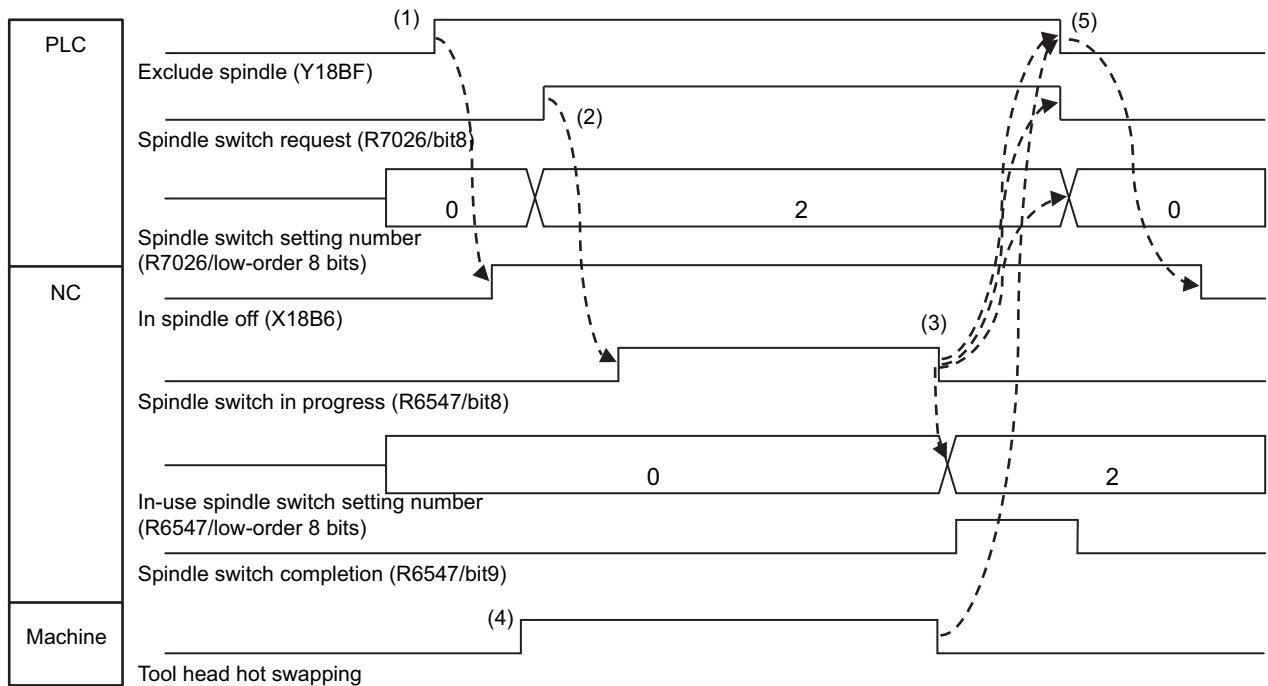 (1)
(5)
PLC
Exclude spindle (Y18BF)
(2)
Spindle switch request (R7026/bit8)
0
2
0
Spindle switch setting number
(R7026/low-order 8 bits)
NC
In spindle off (X18B6)
(3)
Spindle switch in progress (R6547/bit8)
0
2
In-use spindle switch setting number
(R6547/low-order 8 bits)
Spindle switch completion (R6547/bit9)
(4)
Machine
Tool head hot swapping